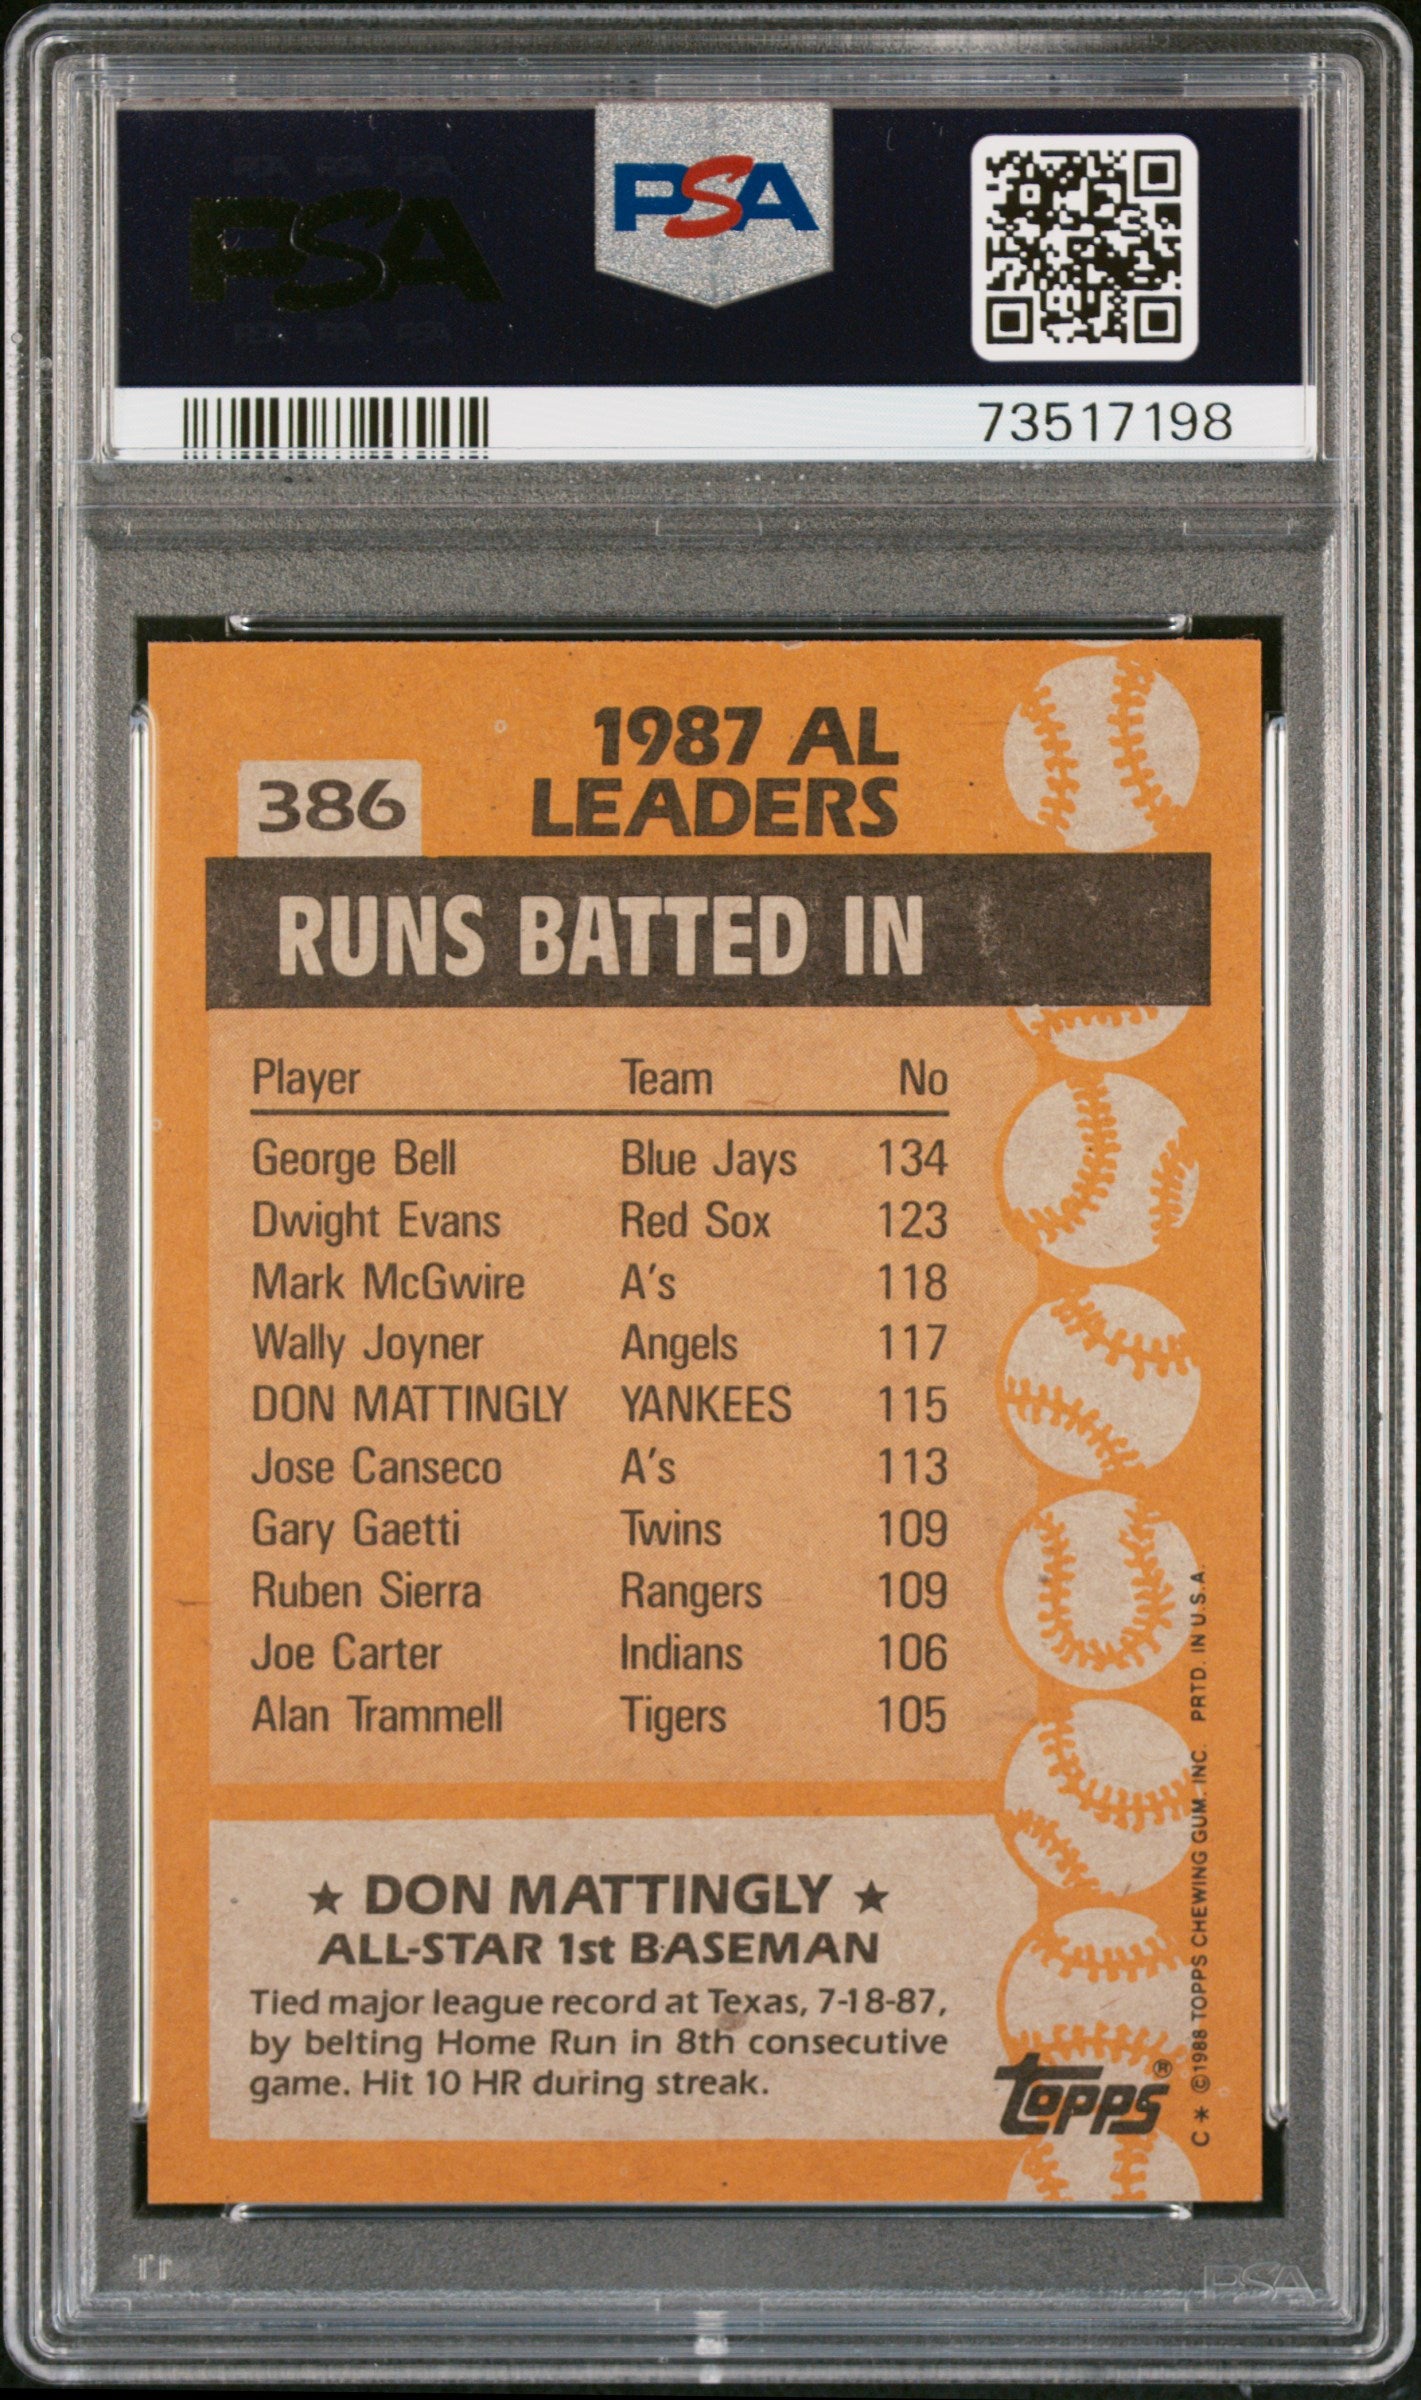 PSA
PSA
73517198
1987 AL
LEADERS
386
RUNS BATTED IN
Player Team No
George Bell Blue Jays 134
Dwight Evans Red Sox 123
Mark McGwire A's 118
Wally Joyner Angels 117
DON MATTINGLY YANKEES 115
Jose Canseco A's 113
Gary Gaetti Twins 109
Ruben Sierra Rangers 109
Joe Carter Indians 106
Alan Trammell Tigers 105
★ DON MATTINGLY ★
ALL-STAR 1st BASEMAN
Tied major league record at Texas, 7-18-87,
by belting Home Run in 8th consecutive
game. Hit 10 HR during streak.
topps®
C* ©1988 TOPPS CHEWING GUM, INC. PRTD. IN U.S.A.
PSA